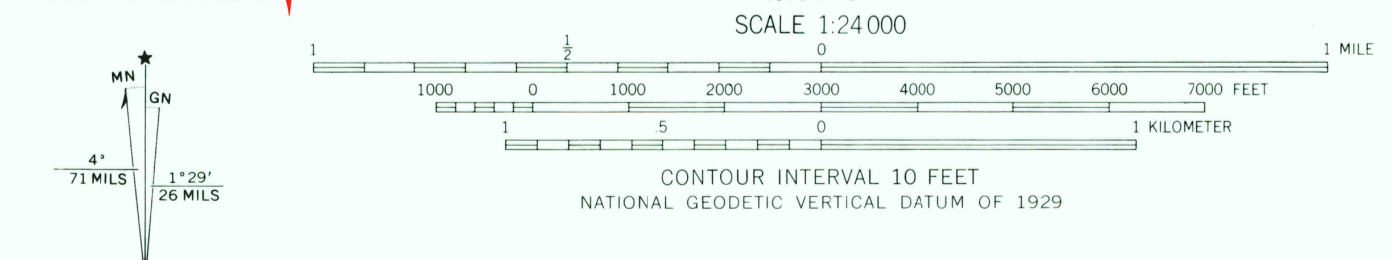 SCALE 1:24 000
1 1/2 0 1 MILE
1000 0 1000 2000 3000 4000 5000 6000 7000 FEET
1 .5 0 1 KILOMETER
CONTOUR INTERVAL 10 FEET
NATIONAL GEODETIC VERTICAL DATUM OF 1929
★
MN
GN
4°
71 MILS
1°29'
26 MILS